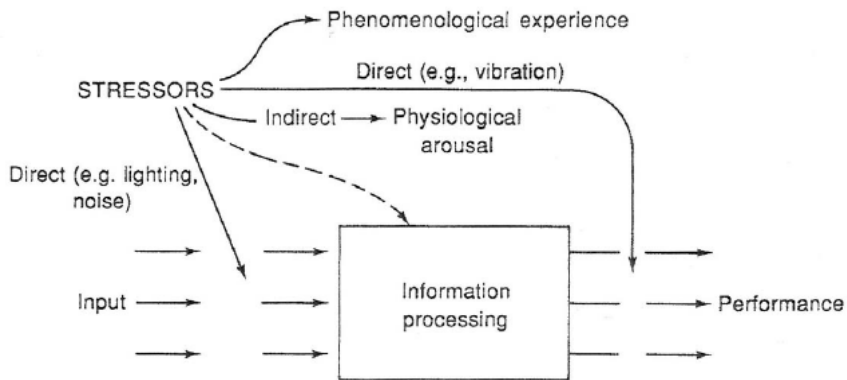 Phenomenological experience
Direct (e.g., vibration)
STRESSORS
Indirect
Physiological
arousal
Direct (e.g. lighting,
noise)
Input
Information
processing
Performance